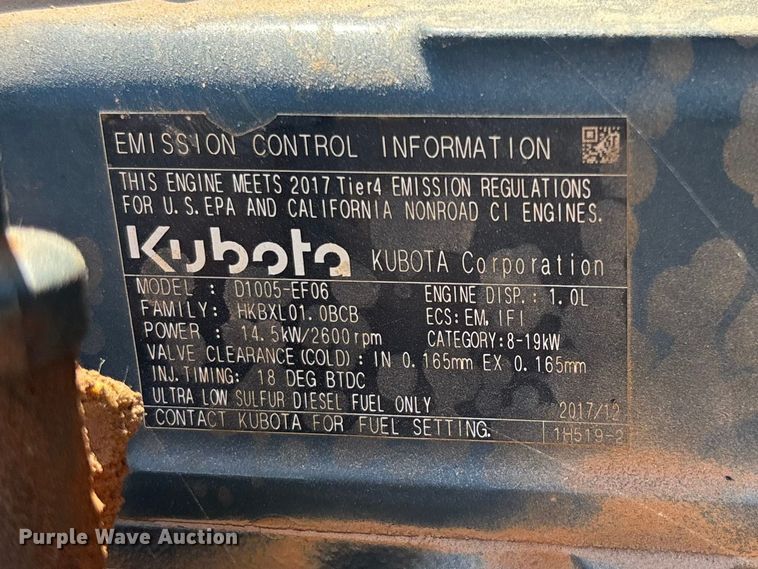 EMISSION CONTROL INFORMATION
THIS ENGINE MEETS 2017 Tier4 EMISSION REGULATIONS
FOR U.S.EPA AND CALIFORNIA NONROAD CI ENGINES.
Kubota KUBOTA Corporation
MODEL : D1005-EF06 ENGINE DISP.: 1.0L
FAMILY: HKBXL01.0BCB ECS:EM,IFI
POWER : 14.5kW/2600rpm CATEGORY:8-19kW
VALVE CLEARANCE(COLD): IN 0.165mm EX 0.165mm
INJ.TIMING: 18 DEG BTDC
ULTRA LOW SULFUR DIESEL FUEL ONLY 2017/12
CONTACT KUBOTA FOR FUEL SETTING. 1H519-2
Purple Wave Auction